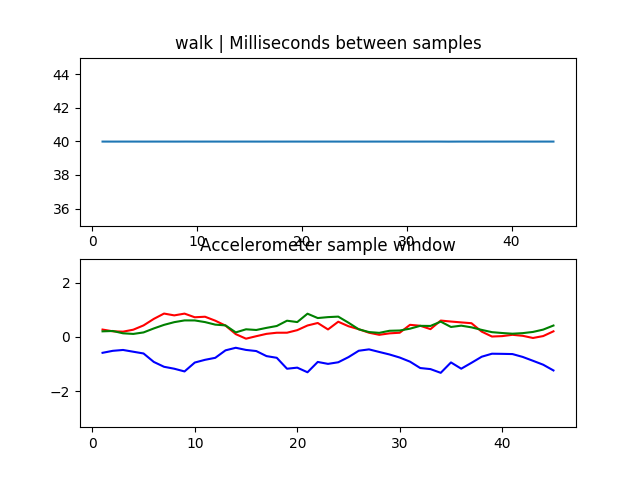 walk | Milliseconds between samples
44
42
40
38
36
0 10 20 30 40
Accelerometer sample window
2
0
−2
0 10 20 30 40